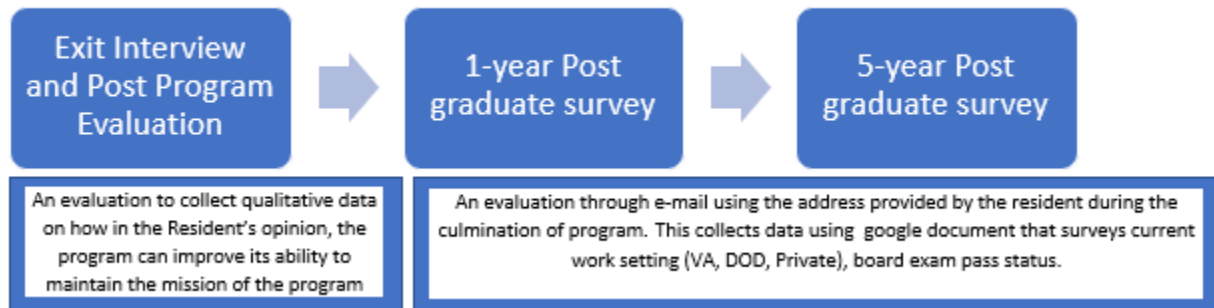 Exit Interview
and Post Program
Evaluation
1-year Post
graduate survey
5-year Post
graduate survey
An evaluation to collect qualitative data
on how in the Resident's opinion, the
program can improve its ability to
maintain the mission of the program
An evaluation through e-mail using the address provided by the resident during the
culmination of program. This collects data using google document that surveys current
work setting (VA, DOD, Private), board exam pass status.